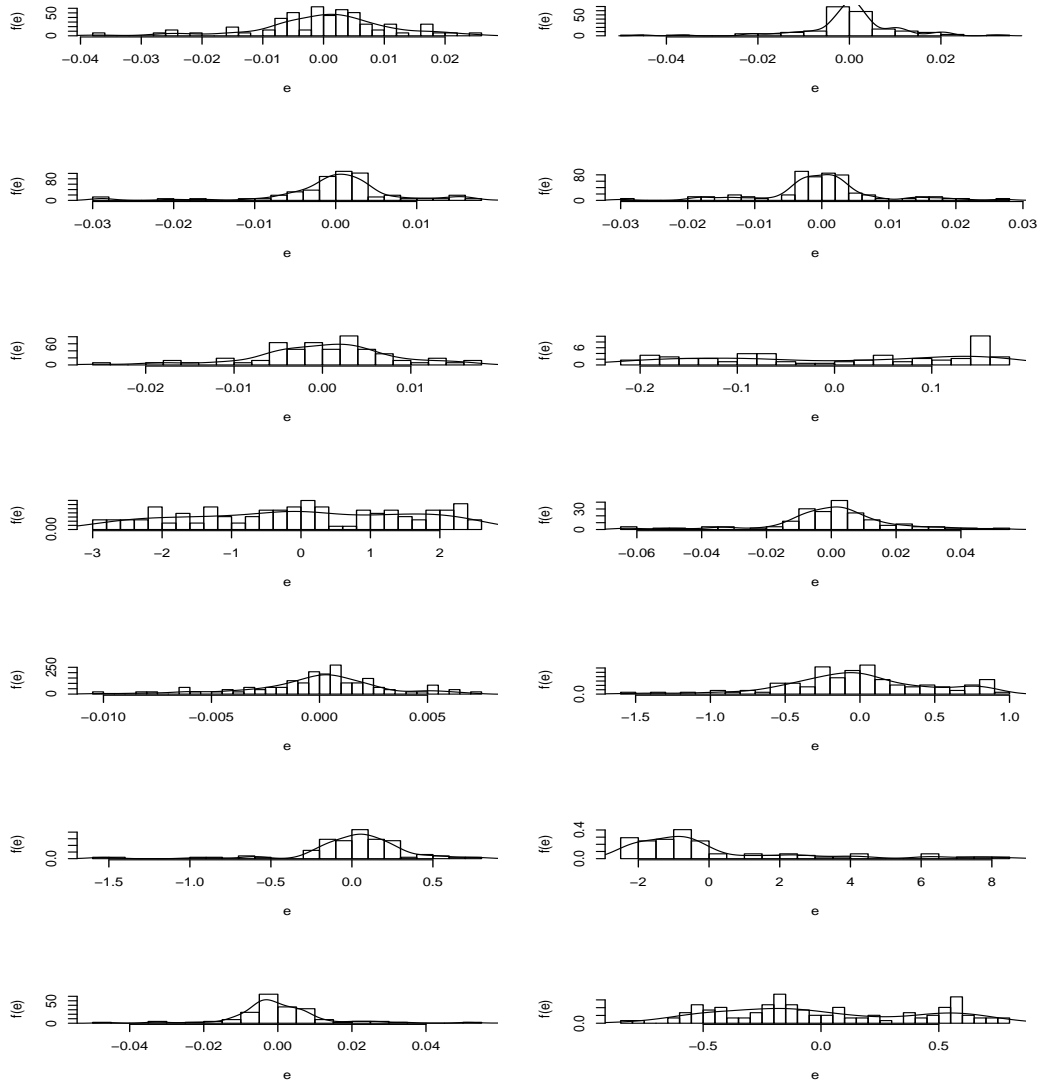 f(e) 0 50
−0.04 −0.03 −0.02 −0.01 0.00 0.01 0.02
e
f(e) 0 50
−0.04 −0.02 0.00 0.02
e
f(e) 0 80
−0.03 −0.02 −0.01 0.00 0.01
e
f(e) 0 80
−0.03 −0.02 −0.01 0.00 0.01 0.02 0.03
e
f(e) 0 60
−0.02 −0.01 0.00 0.01
e
f(e) 0 6
−0.2 −0.1 0.0 0.1
e
f(e) 0.00
−3 −2 −1 0 1 2
e
f(e) 0 30
−0.06 −0.04 −0.02 0.00 0.02 0.04
e
f(e) 0 250
−0.010 −0.005 0.000 0.005
e
f(e) 0.0
−1.5 −1.0 −0.5 0.0 0.5 1.0
e
f(e) 0.0
−1.5 −1.0 −0.5 0.0 0.5
e
f(e) 0.0 0.4
−2 0 2 4 6 8
e
f(e) 0 50
−0.04 −0.02 0.00 0.02 0.04
e
f(e) 0.0
−0.5 0.0 0.5
e